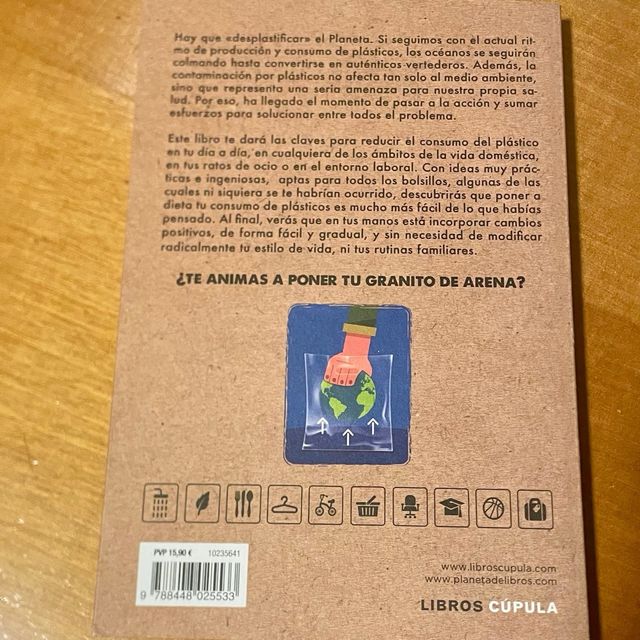 Hay que «desplastificar» el Planeta. Si seguimos con el actual rit-
mo de producción y consumo de plásticos, los océanos se seguirán
colmando hasta convertirse en auténticos vertederos. Además, la
contaminación por plásticos no afecta tan solo al medio ambiente,
sino que representa una seria amenaza para nuestra propia sa-
lud. Por eso, ha llegado el momento de pasar a la acción y sumar
esfuerzos para solucionar entre todos el problema.
Este libro te dará las claves para reducir el consumo del plástico
en tu día a día, en cualquiera de los ámbitos de la vida doméstica,
en tus ratos de ocio o en el entorno laboral. Con ideas muy prác-
ticas e ingeniosas, aptas para todos los bolsillos, algunas de las
cuales ni siquiera se te habrían ocurrido, descubrirás que poner a
dieta tu consumo de plásticos es mucho más fácil de lo que habías
pensado. Al final, verás que en tus manos está incorporar cambios
positivos, de forma fácil y gradual, y sin necesidad de modificar
radicalmente tu estilo de vida, ni tus rutinas familiares.
¿TE ANIMAS A PONER TU GRANITO DE ARENA?
PVP 15,90 € 10235641
9 788448 025533
www.libroscupula.com
www.planetadelibros.com
LIBROS CÚPULA